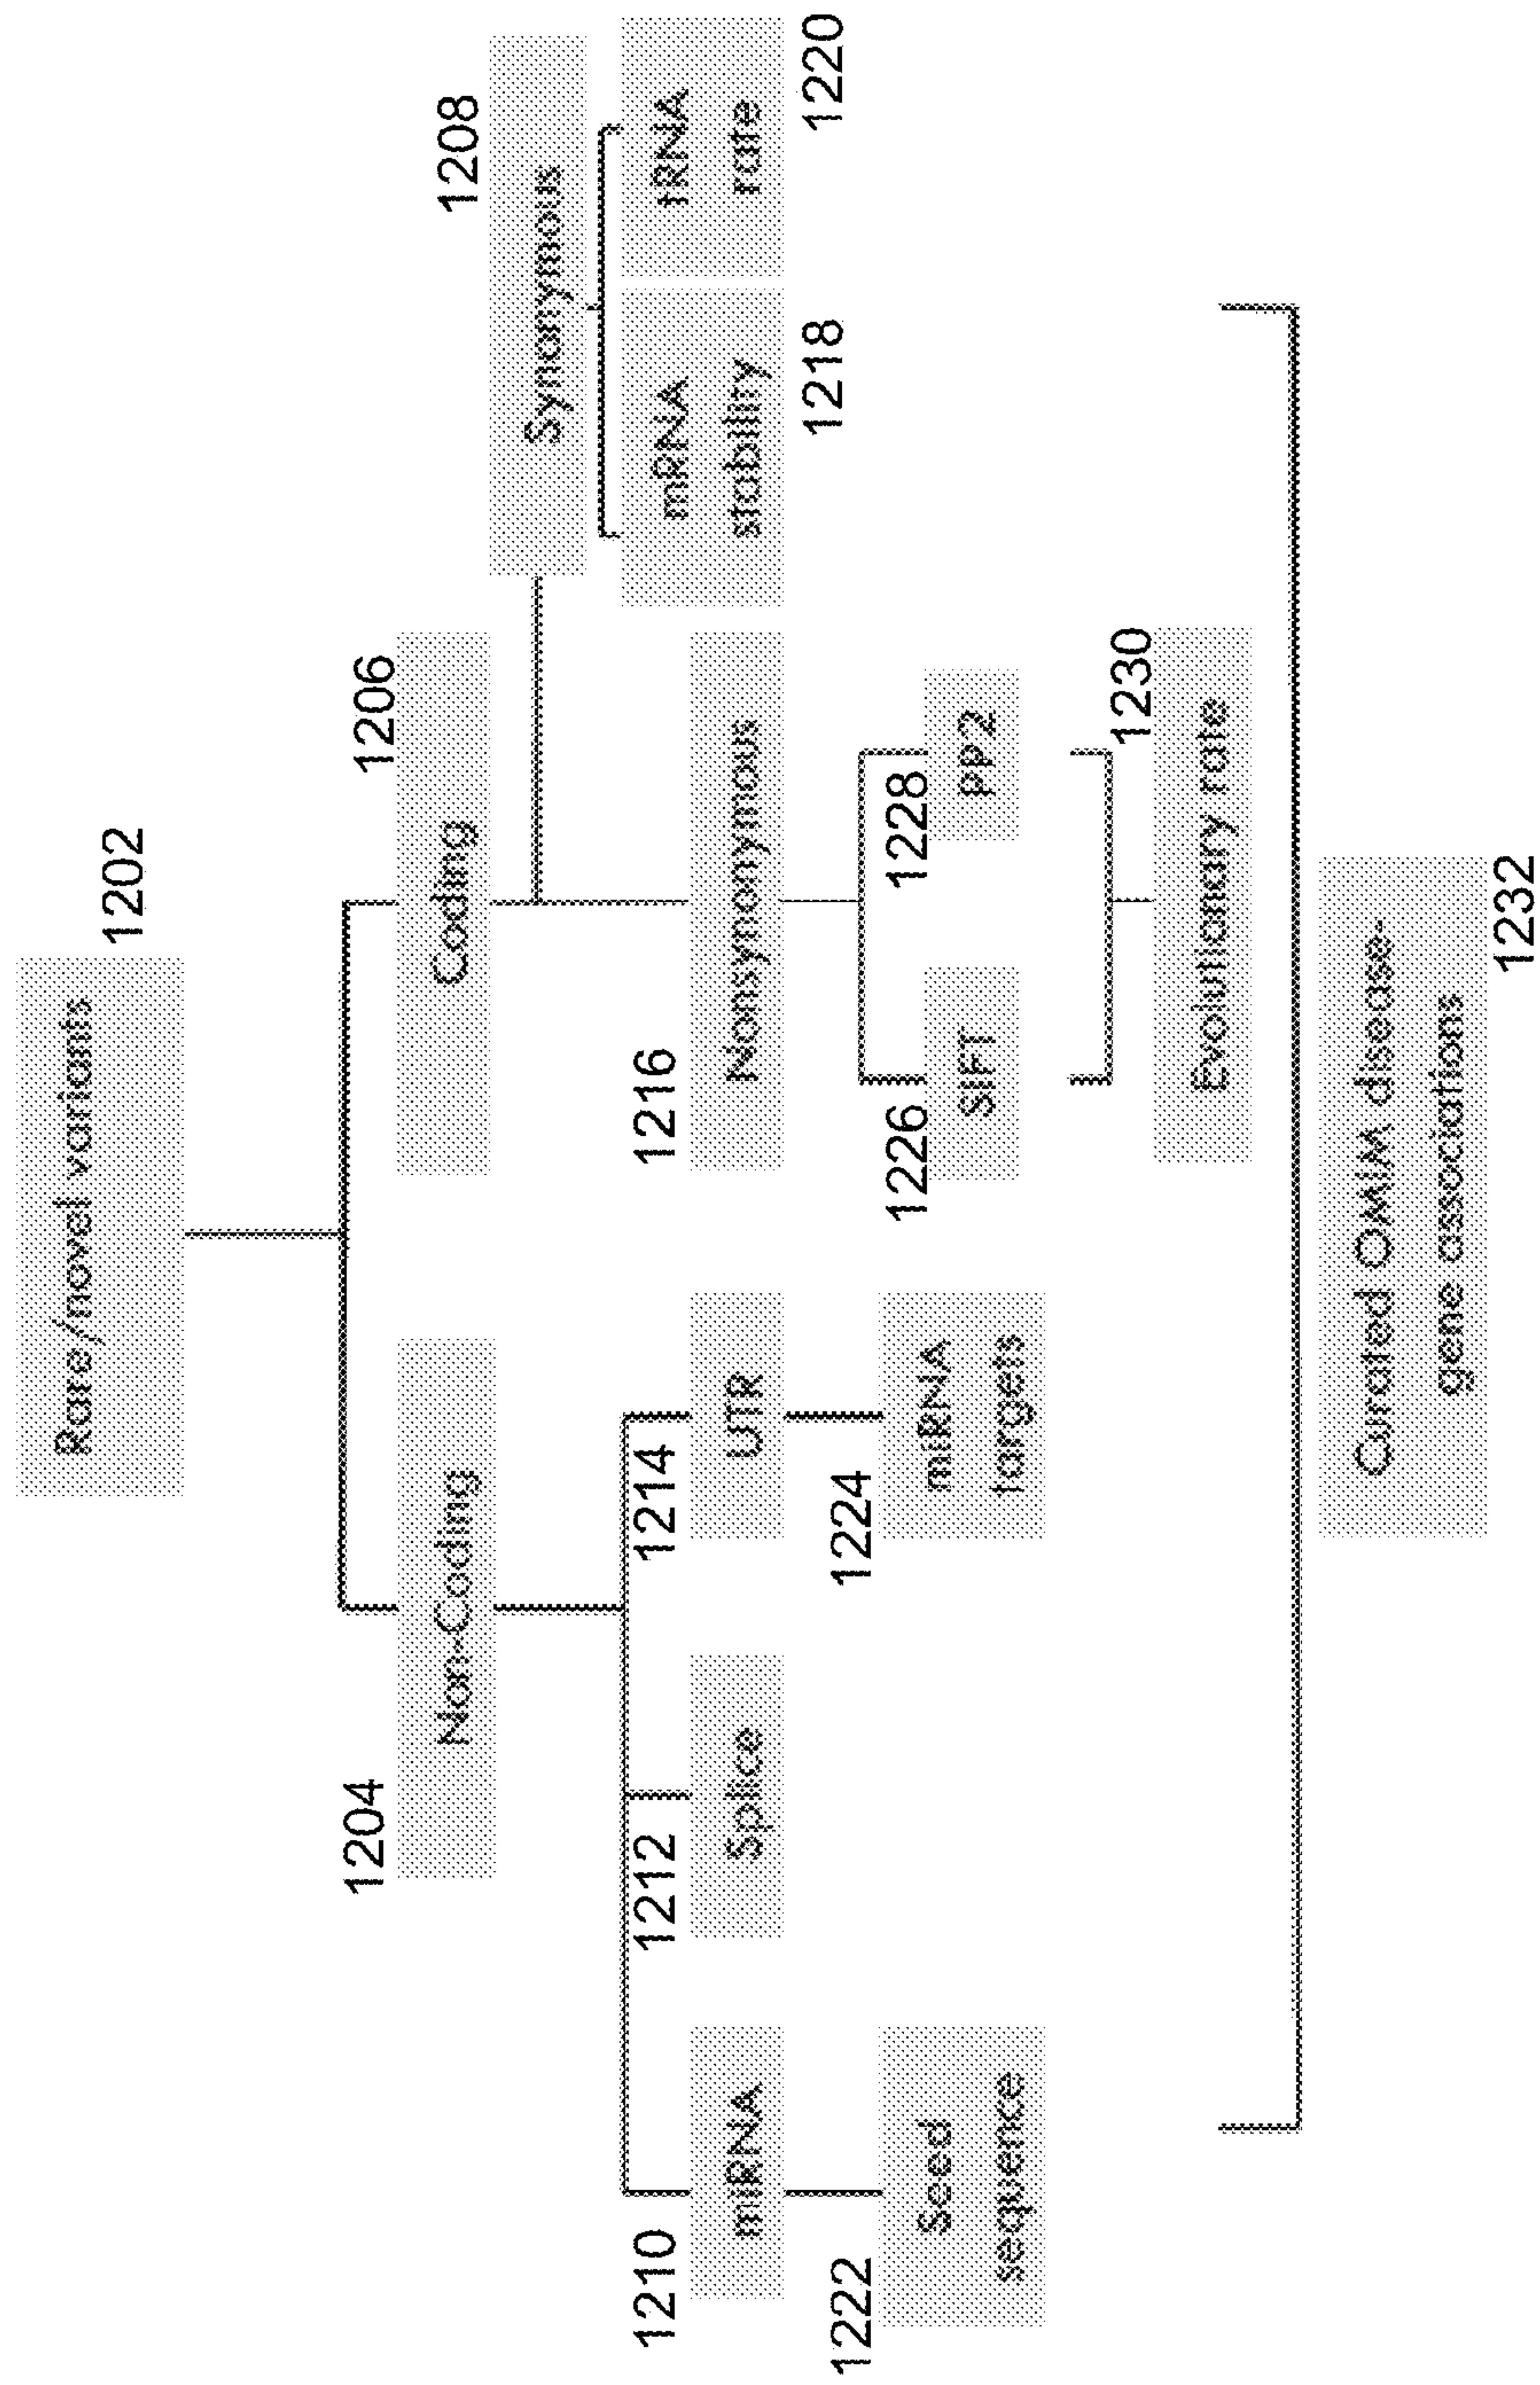 Rare/novel variants
1202
1204
Non-Coding
1206
Coding
1208
Synonymous
mRNA
stability
1218
tRNA
rate
1220
1210
miRNA
1212
Splice
1214
UTR
1216
Nonsynonymous
1222
Seed
sequence
1224
miRNA
targets
1226
SIFT
1228
PP2
1230
Evolutionary rate
Curated OMIM disease-
gene associations
1232